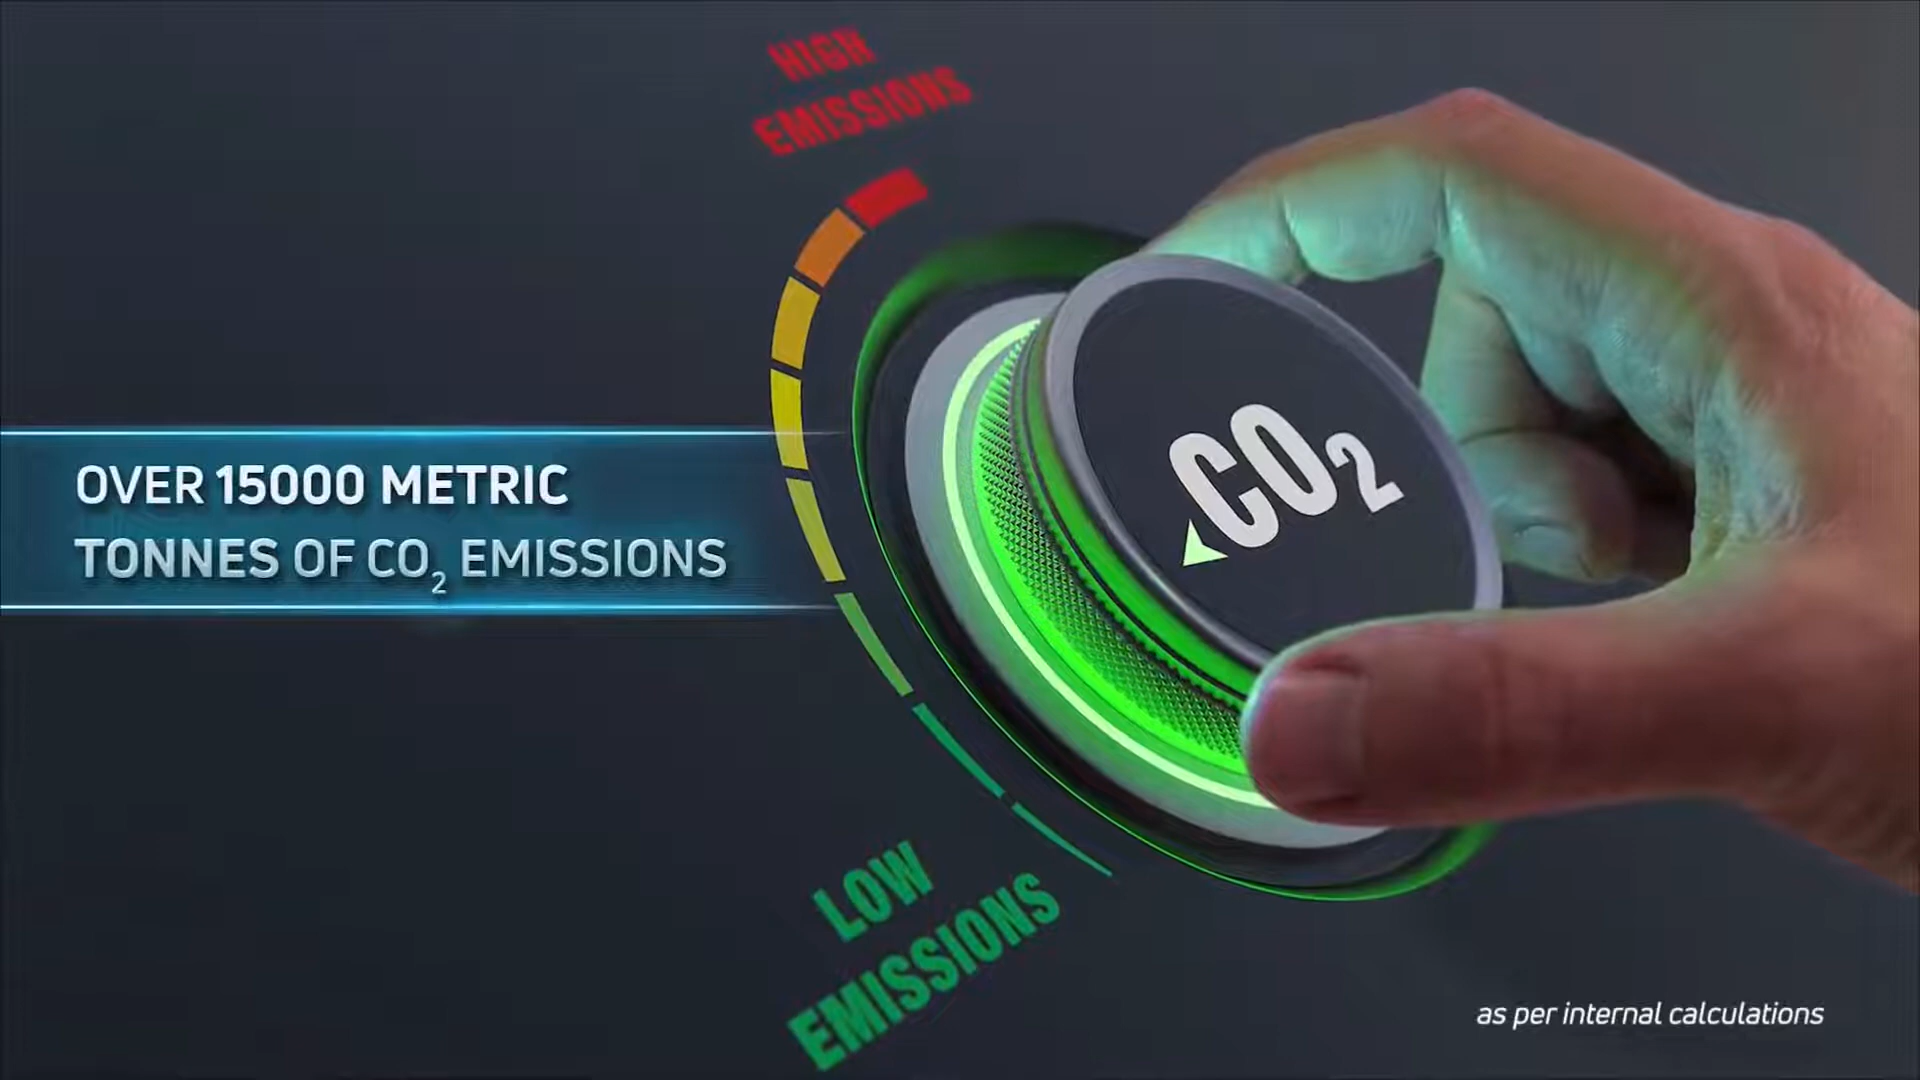 HIGH
EMISSIONS
OVER 15000 METRIC
TONNES OF CO₂ EMISSIONS
CO₂
LOW
EMISSIONS
as per internal calculations